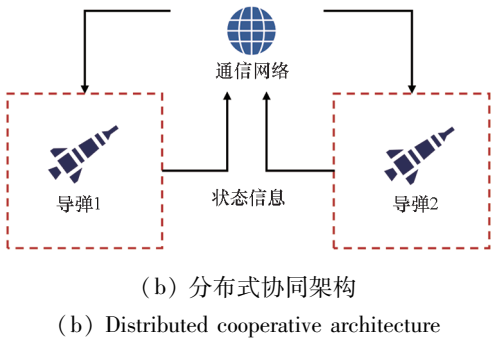 通信网络
导弹1
状态信息
导弹2
（b）分布式协同架构
（b）Distributed cooperative architecture